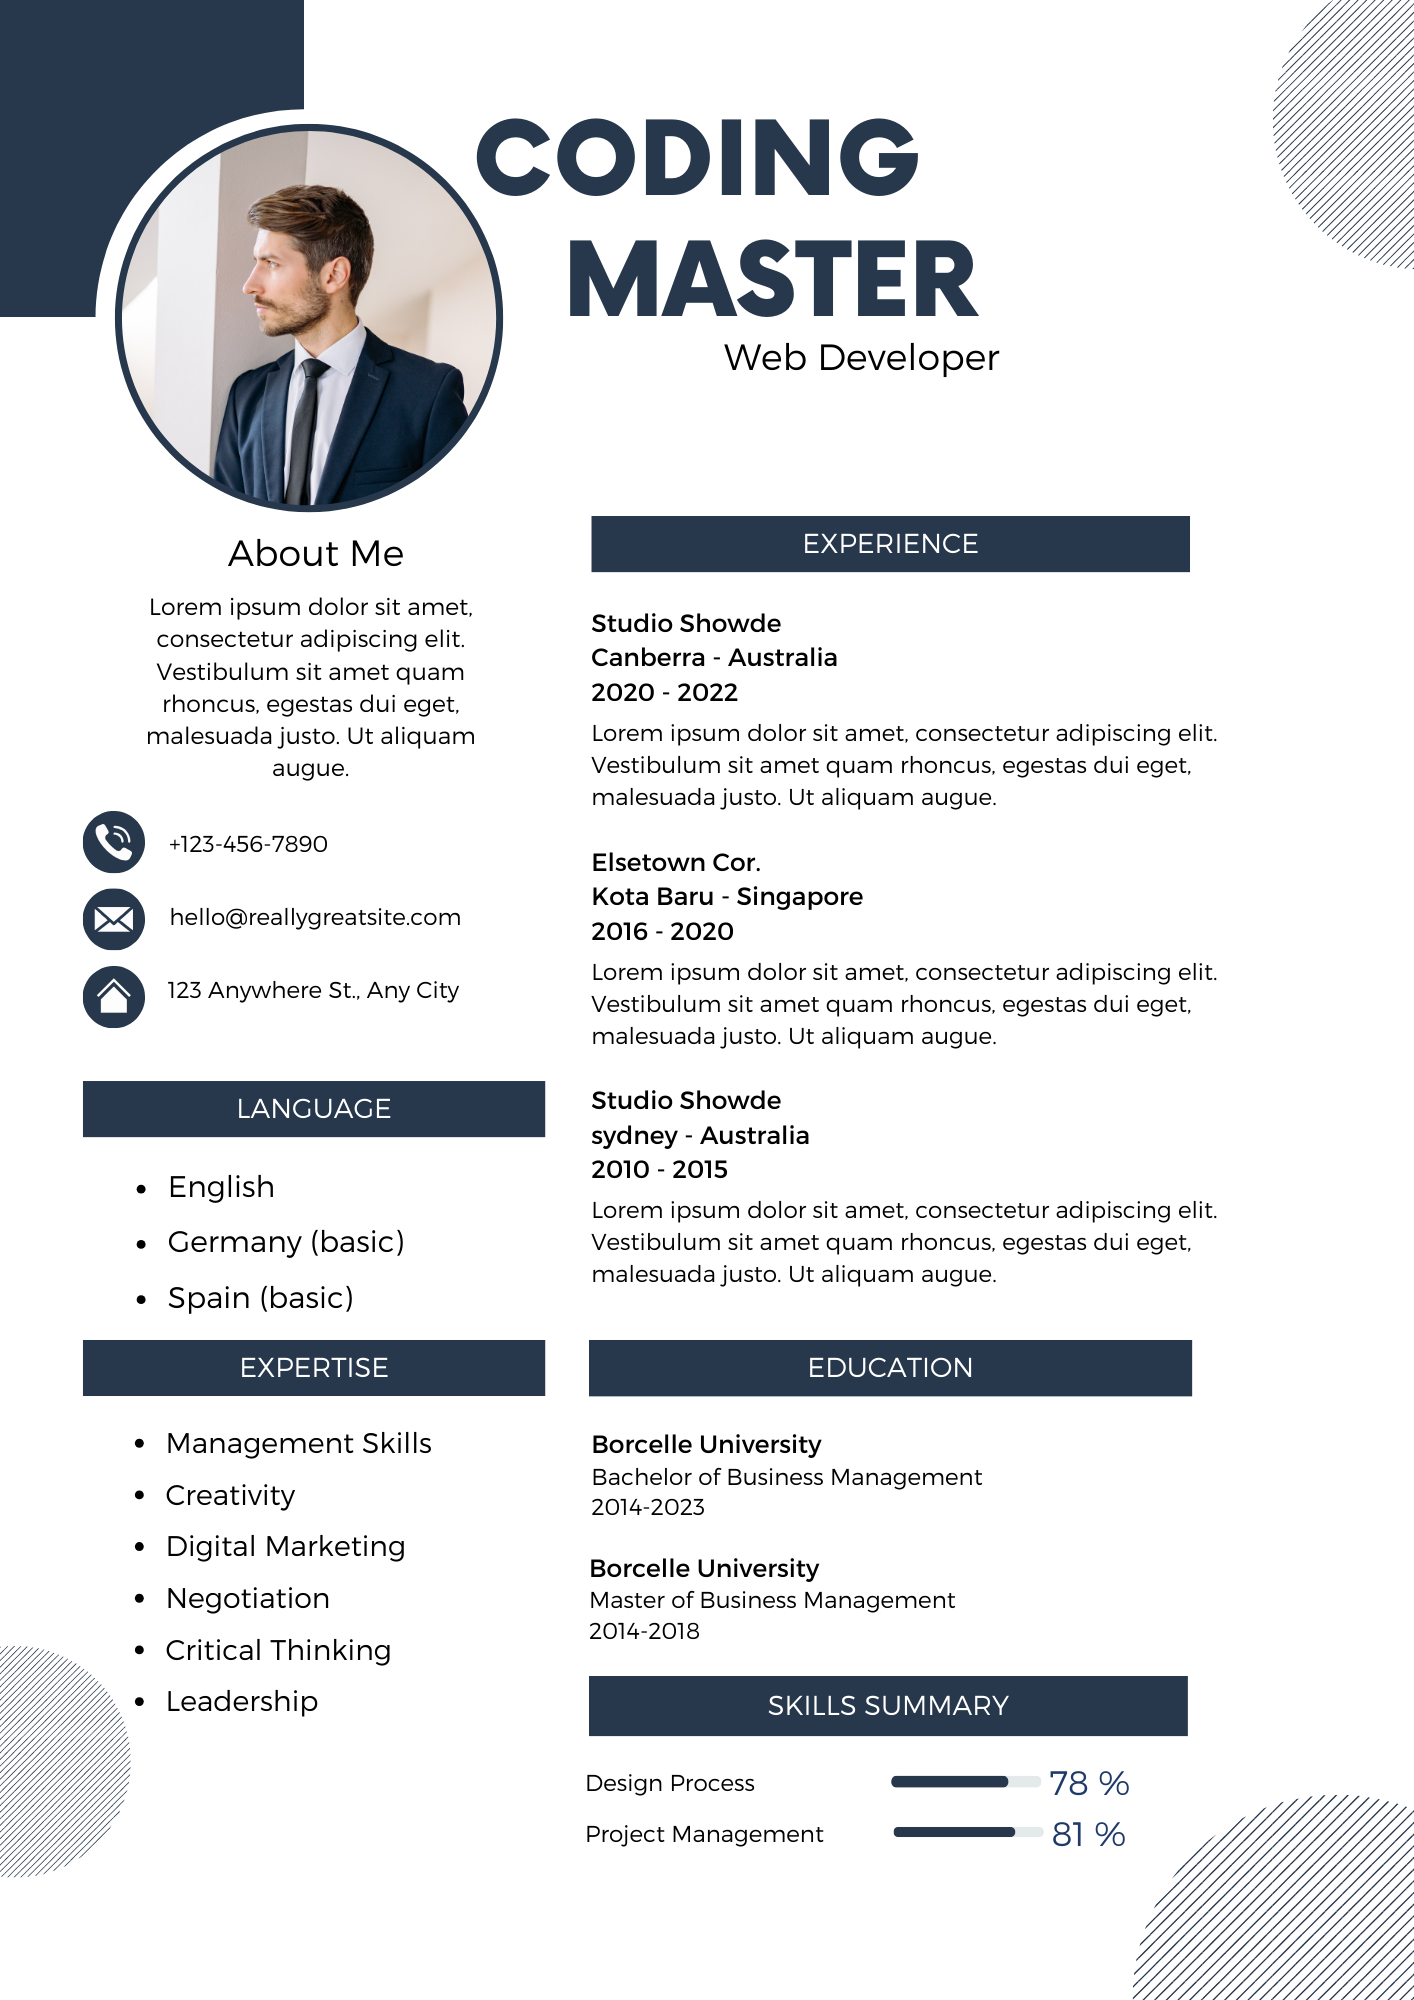 CODING
MASTER
Web Developer
About Me
Lorem ipsum dolor sit amet,
consectetur adipiscing elit.
Vestibulum sit amet quam
rhoncus, egestas dui eget,
malesuada justo. Ut aliquam
augue.
+123-456-7890
hello@reallygreatsite.com
123 Anywhere St., Any City
LANGUAGE
• English
• Germany (basic)
• Spain (basic)
EXPERTISE
• Management Skills
• Creativity
• Digital Marketing
• Negotiation
• Critical Thinking
• Leadership
EXPERIENCE
Studio Showde
Canberra - Australia
2020 - 2022
Lorem ipsum dolor sit amet, consectetur adipiscing elit.
Vestibulum sit amet quam rhoncus, egestas dui eget,
malesuada justo. Ut aliquam augue.
Elsetown Cor.
Kota Baru - Singapore
2016 - 2020
Lorem ipsum dolor sit amet, consectetur adipiscing elit.
Vestibulum sit amet quam rhoncus, egestas dui eget,
malesuada justo. Ut aliquam augue.
Studio Showde
sydney - Australia
2010 - 2015
Lorem ipsum dolor sit amet, consectetur adipiscing elit.
Vestibulum sit amet quam rhoncus, egestas dui eget,
malesuada justo. Ut aliquam augue.
EDUCATION
Borcelle University
Bachelor of Business Management
2014-2023
Borcelle University
Master of Business Management
2014-2018
SKILLS SUMMARY
Design Process 78 %
Project Management 81 %